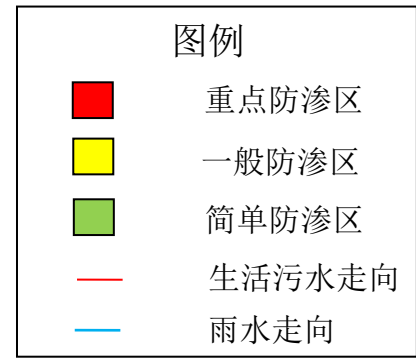 图例
重点防渗区
一般防渗区
简单防渗区
生活污水走向
雨水走向